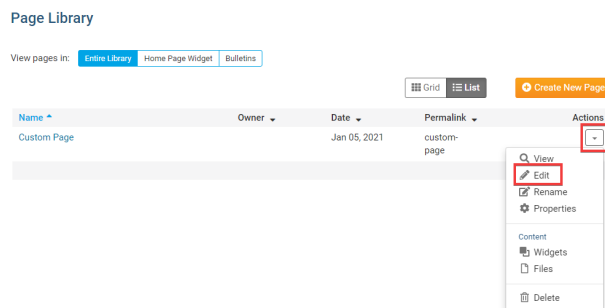 Page Library
View pages in: Entire Library Home Page Widget Bulletins
Grid List Create New Page
Name Owner Date Permalink Actions
Custom Page Jan 05, 2021 custom-
page
View
Edit
Rename
Properties
Content
Widgets
Files
Delete